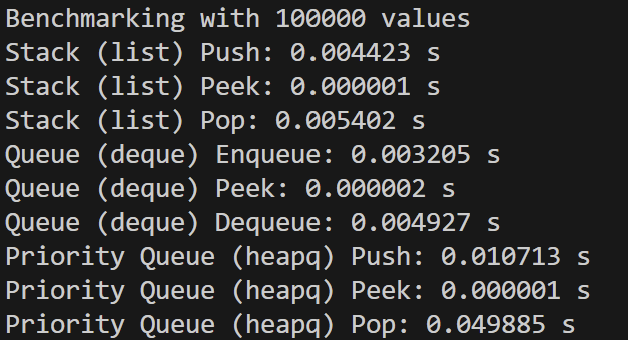 Benchmarking with 100000 values
Stack (list) Push: 0.004423 s
Stack (list) Peek: 0.000001 s
Stack (list) Pop: 0.005402 s
Queue (deque) Enqueue: 0.003205 s
Queue (deque) Peek: 0.000002 s
Queue (deque) Dequeue: 0.004927 s
Priority Queue (heapq) Push: 0.010713 s
Priority Queue (heapq) Peek: 0.000001 s
Priority Queue (heapq) Pop: 0.049885 s